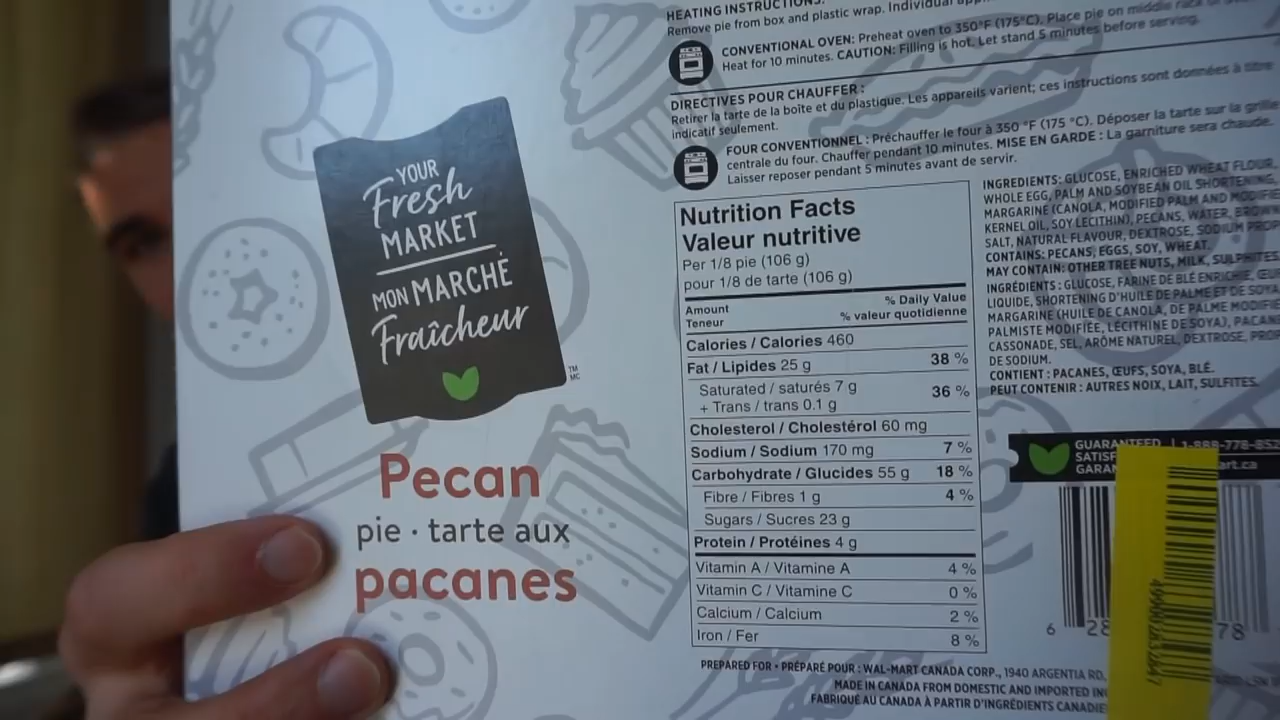 YOUR
Fresh
MARKET
MON MARCHÉ
Fraîcheur
TM
MC
Pecan
pie · tarte aux
pacanes
HEATING INSTRUCTIONS:
Remove pie from box and plastic wrap. Individual
CONVENTIONAL OVEN: Preheat oven to 350°F (175°C). Place pie on middle rack
Heat for 10 minutes. CAUTION: Filling is hot. Let stand 5 minutes before serving.
DIRECTIVES POUR CHAUFFER :
Retirer la tarte de la boîte et du plastique. Les appareils varient; ces instructions sont données à titre
indicatif seulement.
FOUR CONVENTIONNEL : Préchauffer le four à 350 °F (175 °C). Déposer la tarte sur la grille
centrale du four. Chauffer pendant 10 minutes. MISE EN GARDE : La garniture sera chaude.
Laisser reposer pendant 5 minutes avant de servir.
Nutrition Facts
Valeur nutritive
Per 1/8 pie (106 g)
pour 1/8 de tarte (106 g)
Amount % Daily Value
Teneur % valeur quotidienne
Calories / Calories 460
Fat / Lipides 25 g 38 %
Saturated / saturés 7 g 36 %
+ Trans / trans 0.1 g
Cholesterol / Cholestérol 60 mg
Sodium / Sodium 170 mg 7 %
Carbohydrate / Glucides 55 g 18 %
Fibre / Fibres 1 g 4 %
Sugars / Sucres 23 g
Protein / Protéines 4 g
Vitamin A / Vitamine A 4 %
Vitamin C / Vitamine C 0 %
Calcium / Calcium 2 %
Iron / Fer 8 %
INGREDIENTS: GLUCOSE, ENRICHED WHEAT FLOUR,
WHOLE EGG, PALM AND SOYBEAN OIL SHORTENING,
MARGARINE (CANOLA, MODIFIED PALM AND
KERNEL OIL, SOY LECITHIN), PECANS, WATER,
SALT, NATURAL FLAVOUR, DEXTROSE, SODIUM
CONTAINS: PECANS, EGGS, SOY, WHEAT.
MAY CONTAIN: OTHER TREE NUTS, MILK, SULPHITES
INGRÉDIENTS : GLUCOSE, FARINE DE BLÉ
LIQUIDE, SHORTENING D'HUILE DE PALME ET DE SOYA
MARGARINE (HUILE DE CANOLA, DE PALME
PALMISTE MODIFIÉE, LÉCITHINE DE SOYA),
CASSONADE, SEL, ARÔME NATUREL, DEXTROSE,
DE SODIUM.
CONTIENT : PACANES, ŒUFS, SOYA, BLÉ.
PEUT CONTENIR : AUTRES NOIX, LAIT, SULFITES.
GUARANTEED 1-888-778-852
SATISF
GARAN art.ca
6 28 78
PREPARED FOR • PRÉPARÉ POUR : WAL-MART CANADA CORP., 1940 ARGENTIA RD,
MADE IN CANADA FROM DOMESTIC AND IMPORTED
FABRIQUÉ AU CANADA À PARTIR D'INGRÉDIENTS